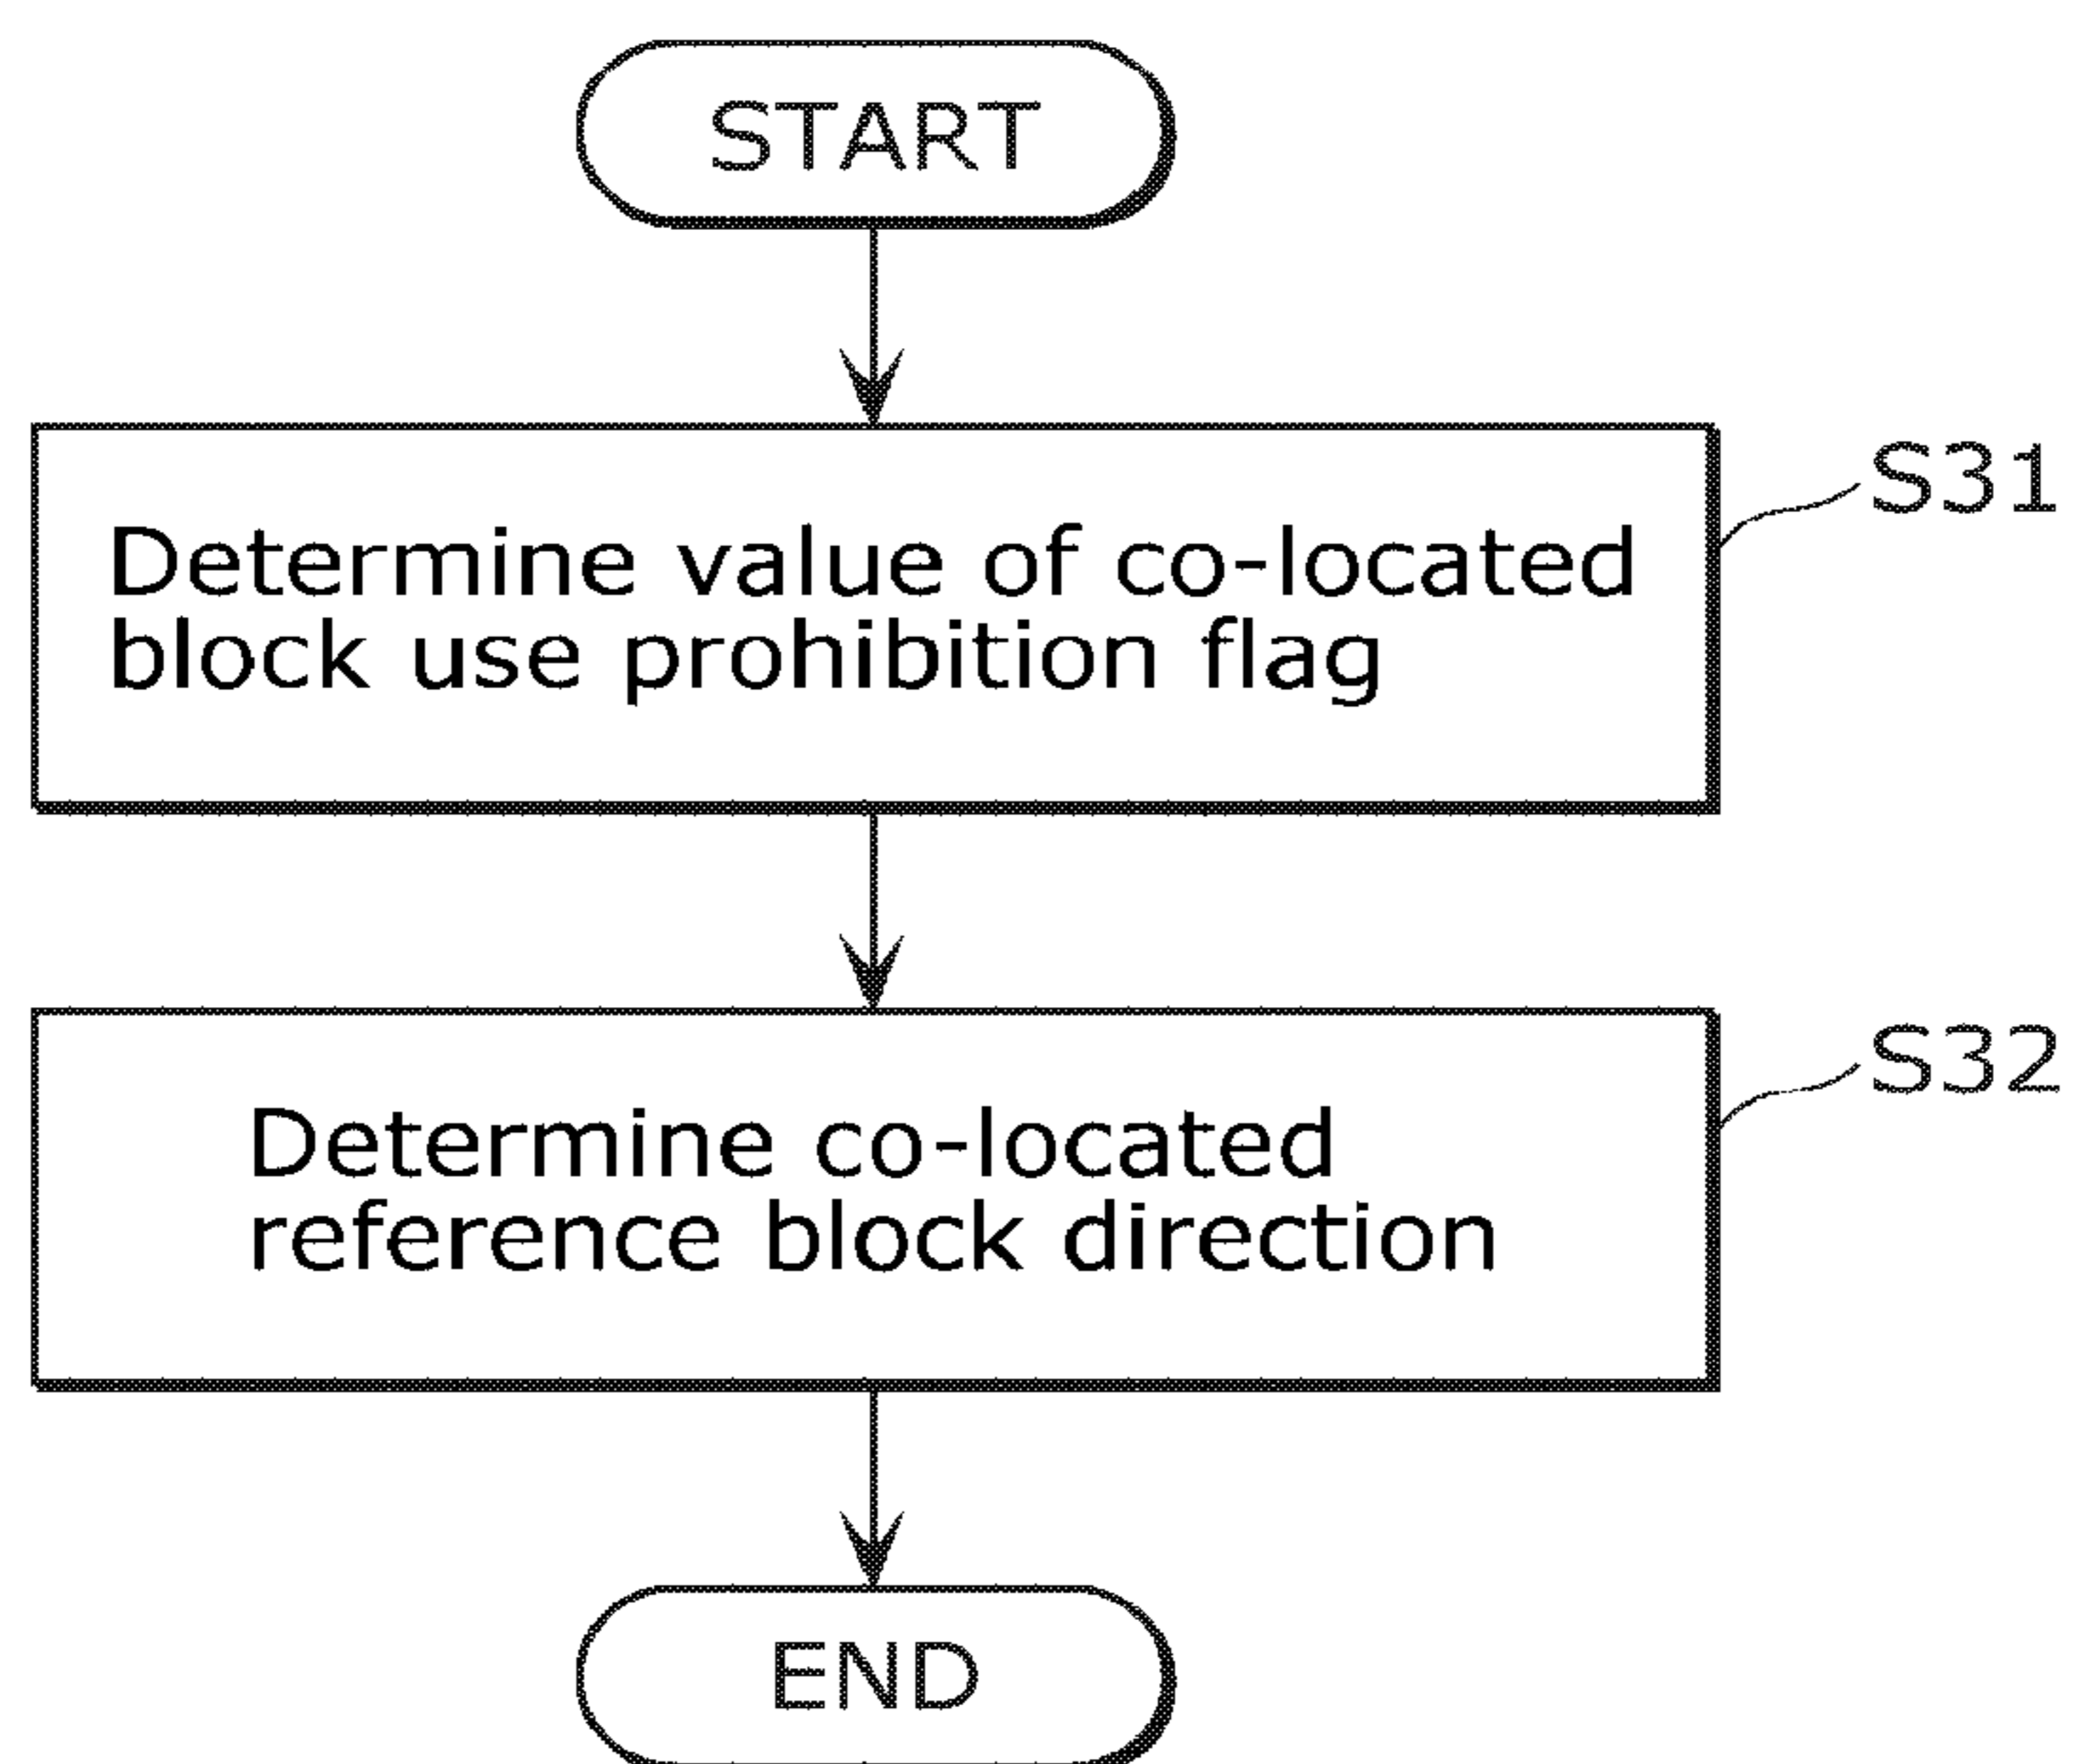 START
Determine value of co-located
block use prohibition flag
S31
Determine co-located
reference block direction
S32
END